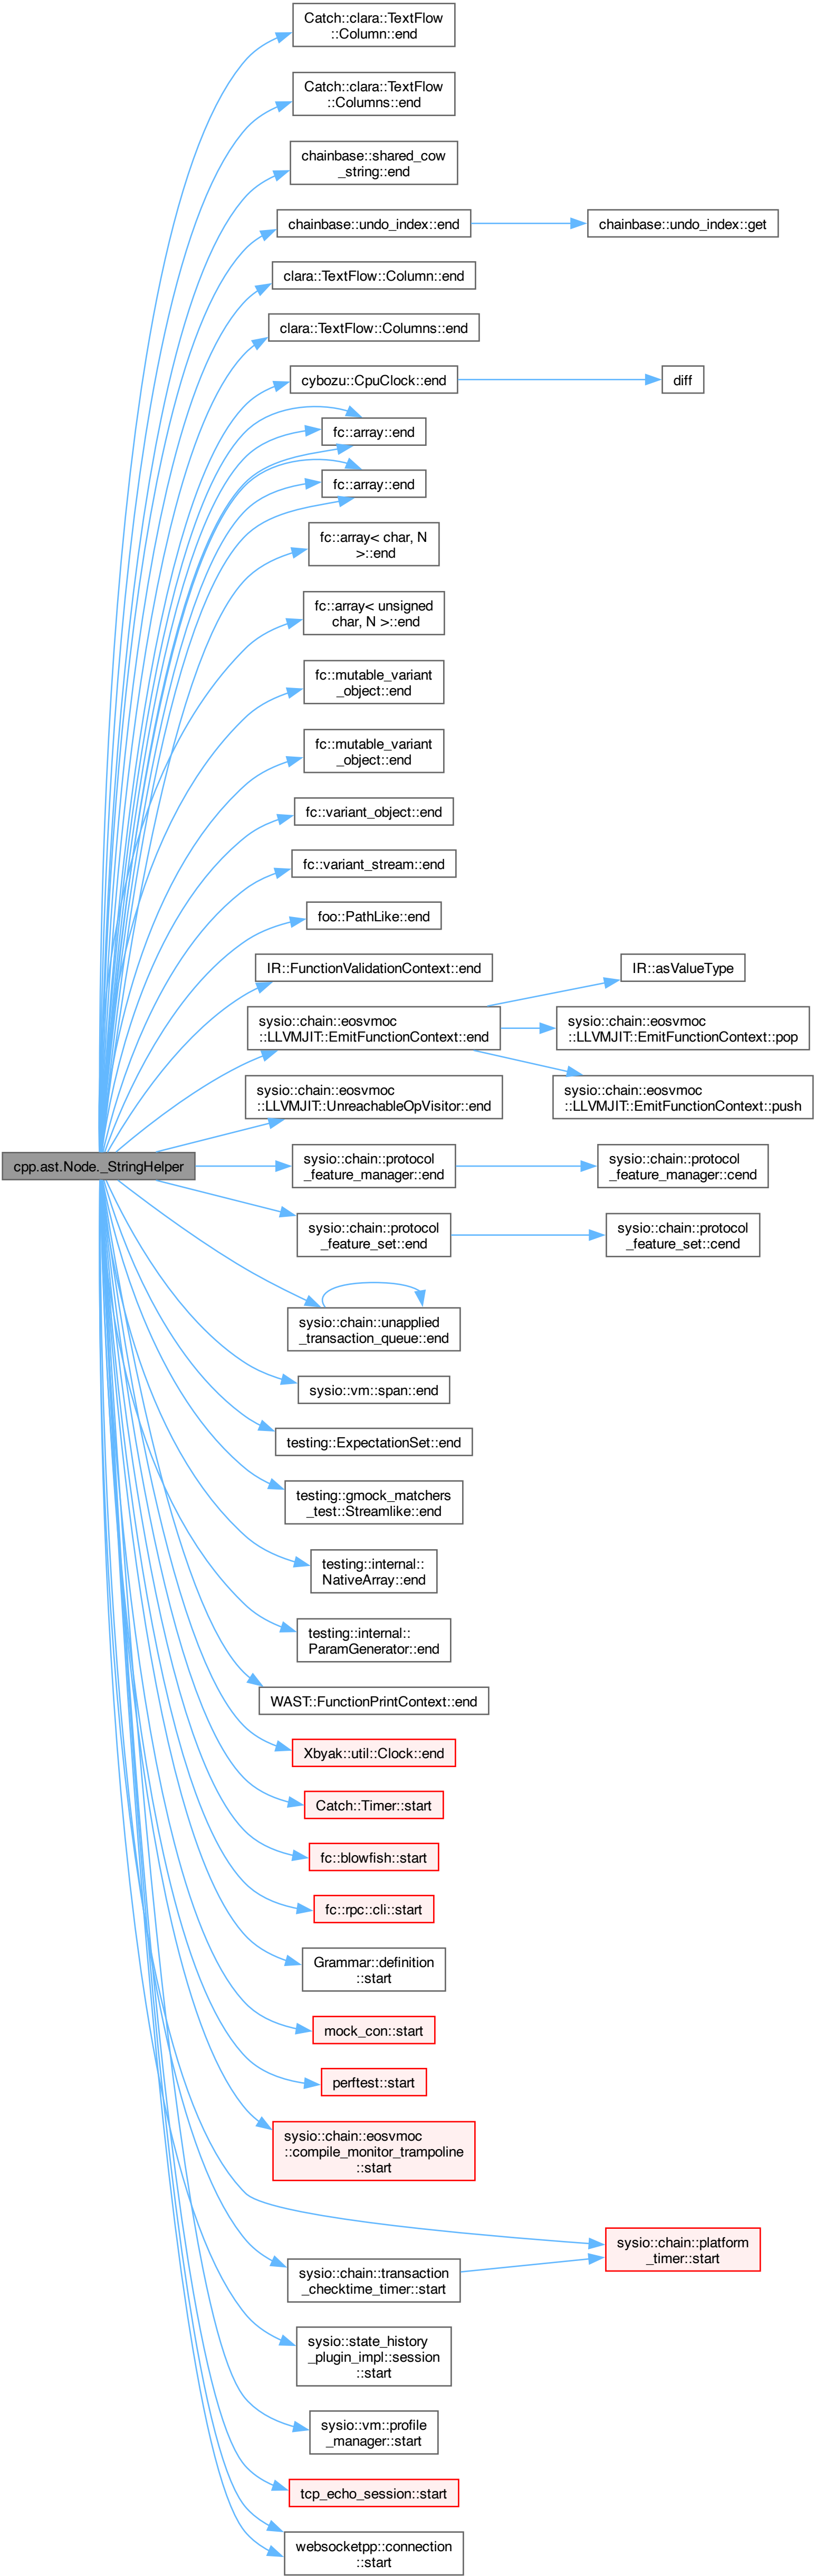 Catch::clara::TextFlow
::Column::end
Catch::clara::TextFlow
::Columns::end
chainbase::shared_cow
_string::end
chainbase::undo_index::end
chainbase::undo_index::get
clara::TextFlow::Column::end
clara::TextFlow::Columns::end
cybozu::CpuClock::end
diff
fc::array::end
fc::array::end
fc::array< char, N
>::end
fc::array< unsigned
char, N >::end
fc::mutable_variant
_object::end
fc::mutable_variant
_object::end
fc::variant_object::end
fc::variant_stream::end
foo::PathLike::end
IR::FunctionValidationContext::end
IR::asValueType
sysio::chain::eosvmoc
::LLVMJIT::EmitFunctionContext::end
sysio::chain::eosvmoc
::LLVMJIT::EmitFunctionContext::pop
sysio::chain::eosvmoc
::LLVMJIT::UnreachableOpVisitor::end
sysio::chain::eosvmoc
::LLVMJIT::EmitFunctionContext::push
cpp.ast.Node._StringHelper
sysio::chain::protocol
_feature_manager::end
sysio::chain::protocol
_feature_manager::cend
sysio::chain::protocol
_feature_set::end
sysio::chain::protocol
_feature_set::cend
sysio::chain::unapplied
_transaction_queue::end
sysio::vm::span::end
testing::ExpectationSet::end
testing::gmock_matchers
_test::Streamlike::end
testing::internal::
NativeArray::end
testing::internal::
ParamGenerator::end
WAST::FunctionPrintContext::end
Xbyak::util::Clock::end
Catch::Timer::start
fc::blowfish::start
fc::rpc::cli::start
Grammar::definition
::start
mock_con::start
perftest::start
sysio::chain::eosvmoc
::compile_monitor_trampoline
::start
sysio::chain::platform
_timer::start
sysio::chain::transaction
_checktime_timer::start
sysio::state_history
_plugin_impl::session
::start
sysio::vm::profile
_manager::start
tcp_echo_session::start
websocketpp::connection
::start